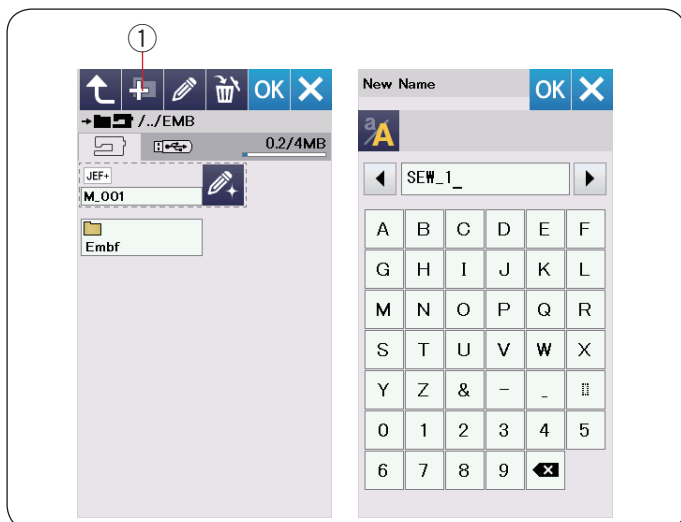 ①
OK
→ /../EMB
0.2/4MB
JEF+
M_001
Embf
New Name
OK
a/A
SEW_1_
A B C D E F
G H I J K L
M N O P Q R
S T U V W X
Y Z & - _
0 1 2 3 4 5
6 7 8 9